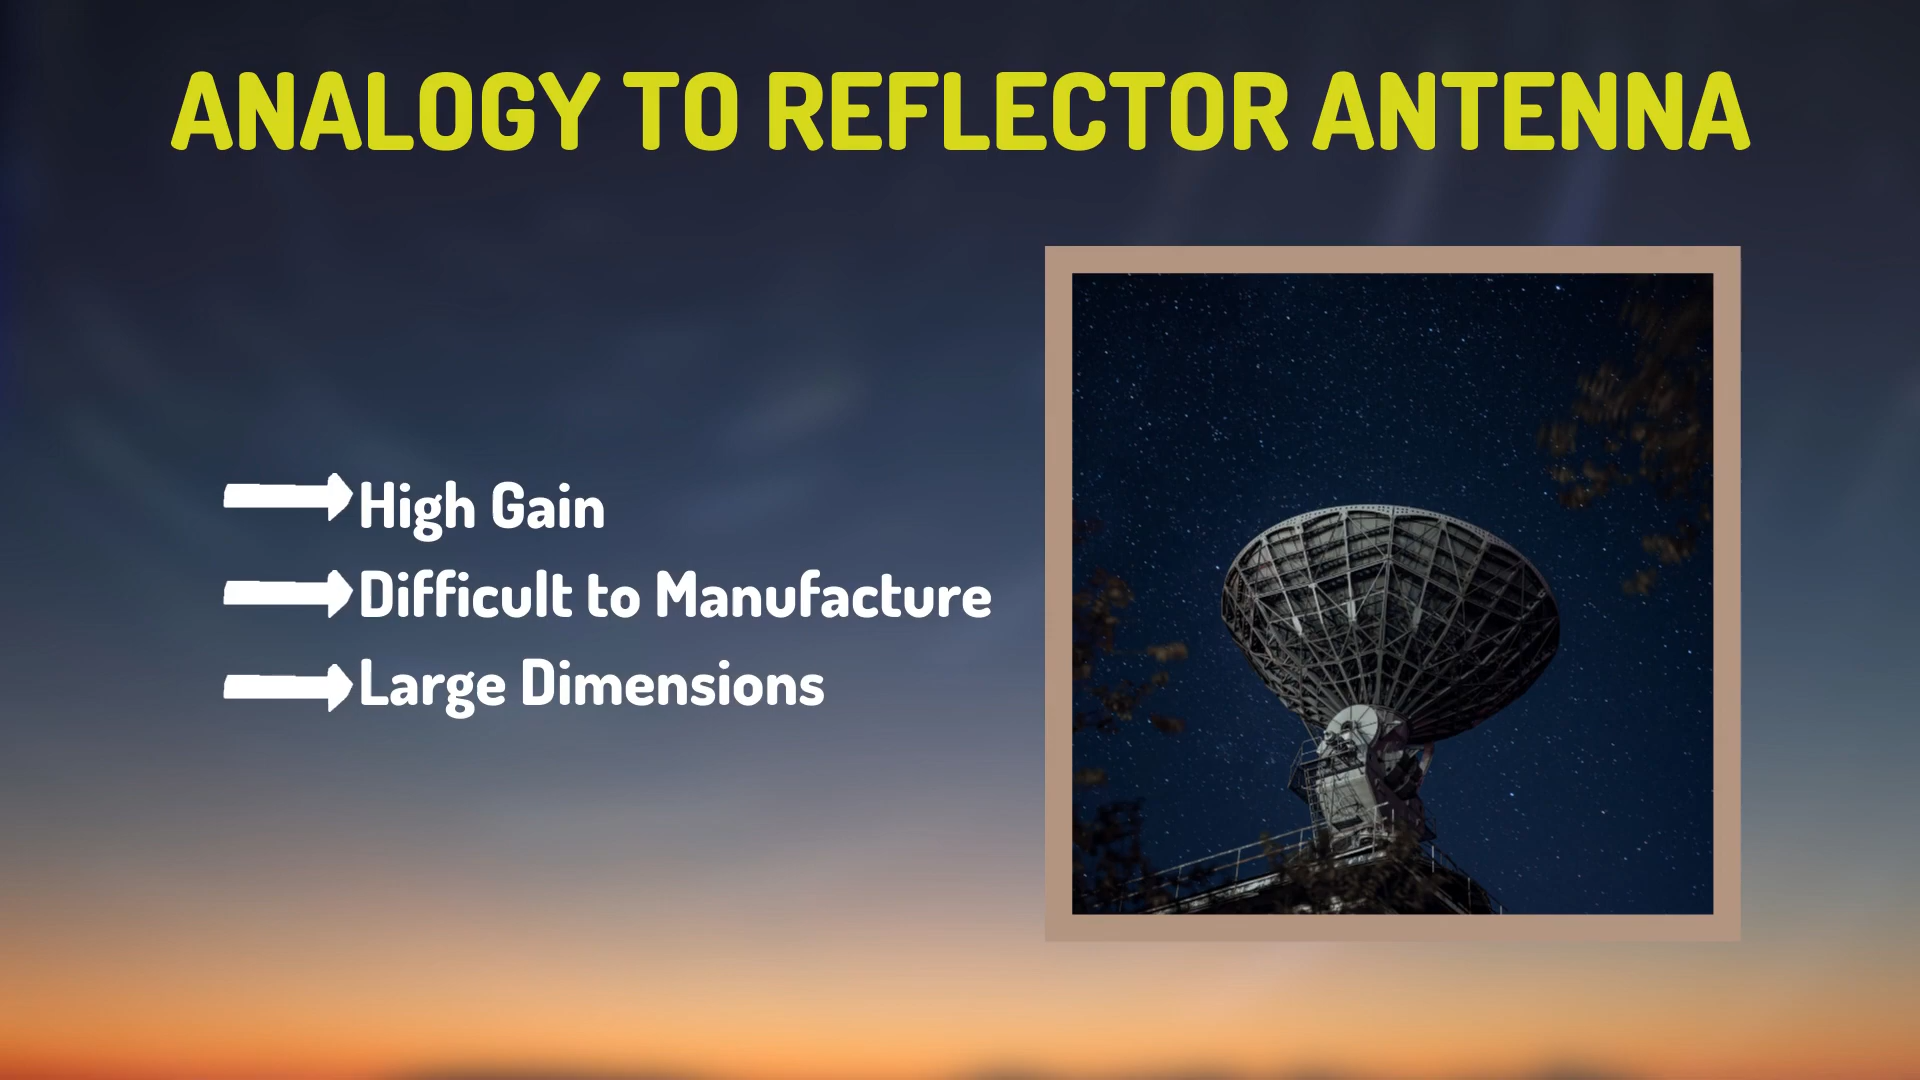 ANALOGY TO REFLECTOR ANTENNA
High Gain
Difficult to Manufacture
Large Dimensions